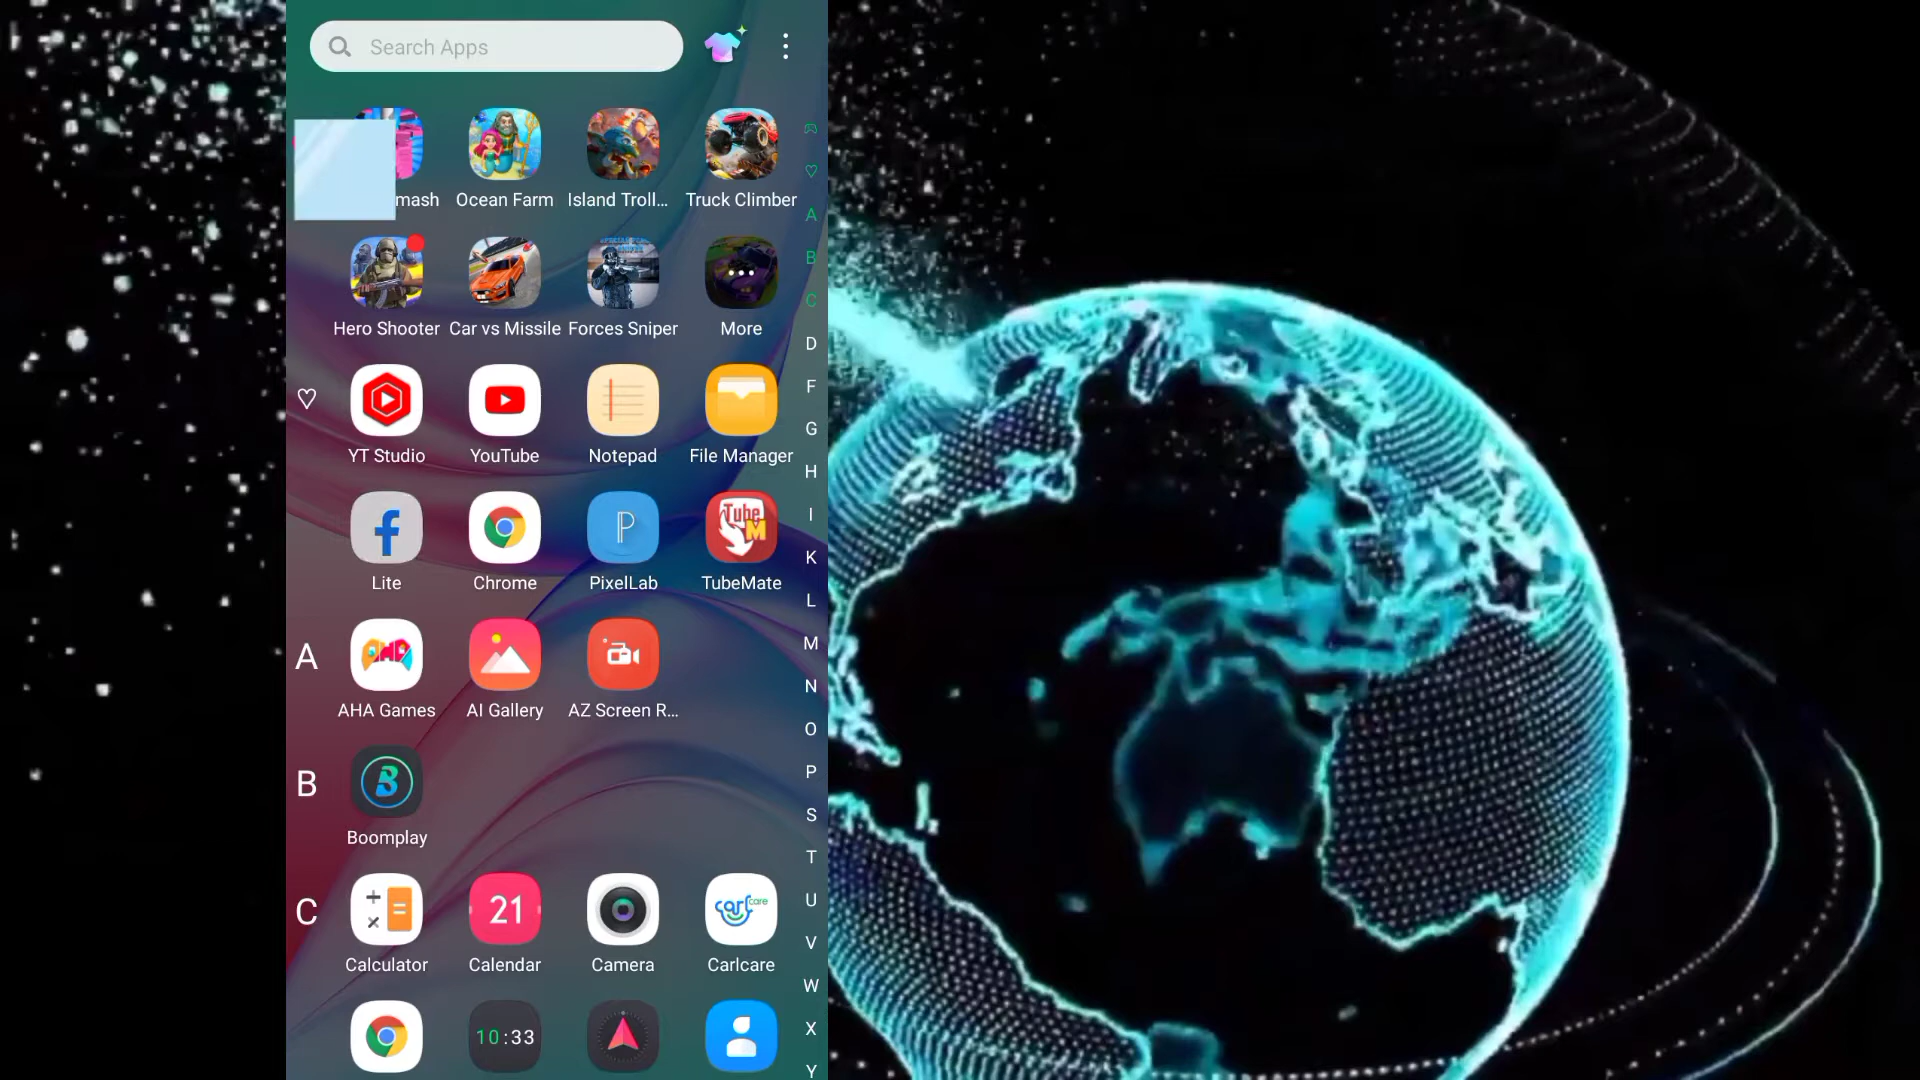 Search Apps
mash Ocean Farm Island Troll... Truck Climber
A
B
Hero Shooter Car vs Missile Forces Sniper More
C
D
F
G
YT Studio YouTube Notepad File Manager
H
I
Tube
M
K
Lite Chrome PixelLab TubeMate
L
A
M
N
AHA Games AI Gallery AZ Screen R...
O
B
P
S
Boomplay
T
C
21
Carlcare
U
V
Calculator Calendar Camera Carlcare
W
10:33
X
Y